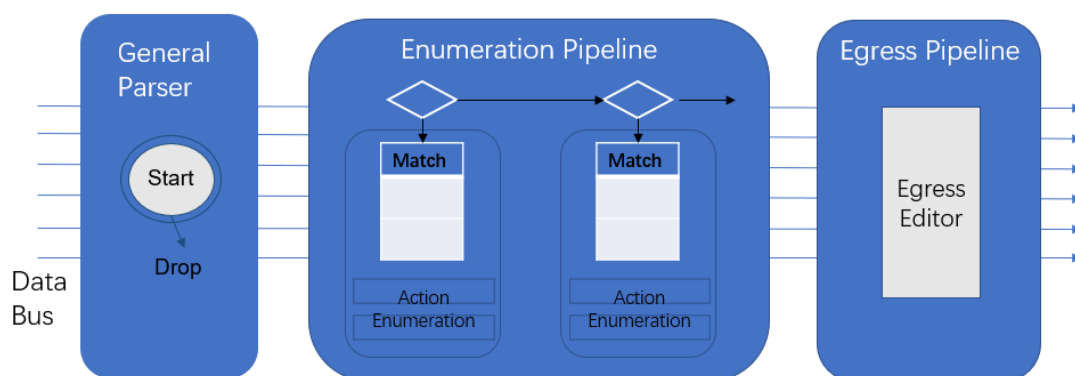 General
Parser
Start
Drop
Data
Bus
Enumeration Pipeline
Match
Action
Enumeration
Match
Action
Enumeration
Egress Pipeline
Egress
Editor